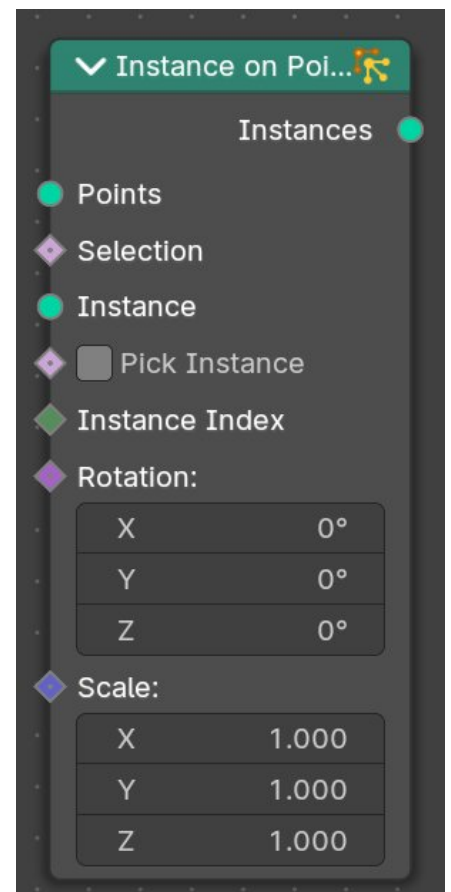 Instance on Poi...
Instances
Points
Selection
Instance
Pick Instance
Instance Index
Rotation:
X 0°
Y 0°
Z 0°
Scale:
X 1.000
Y 1.000
Z 1.000